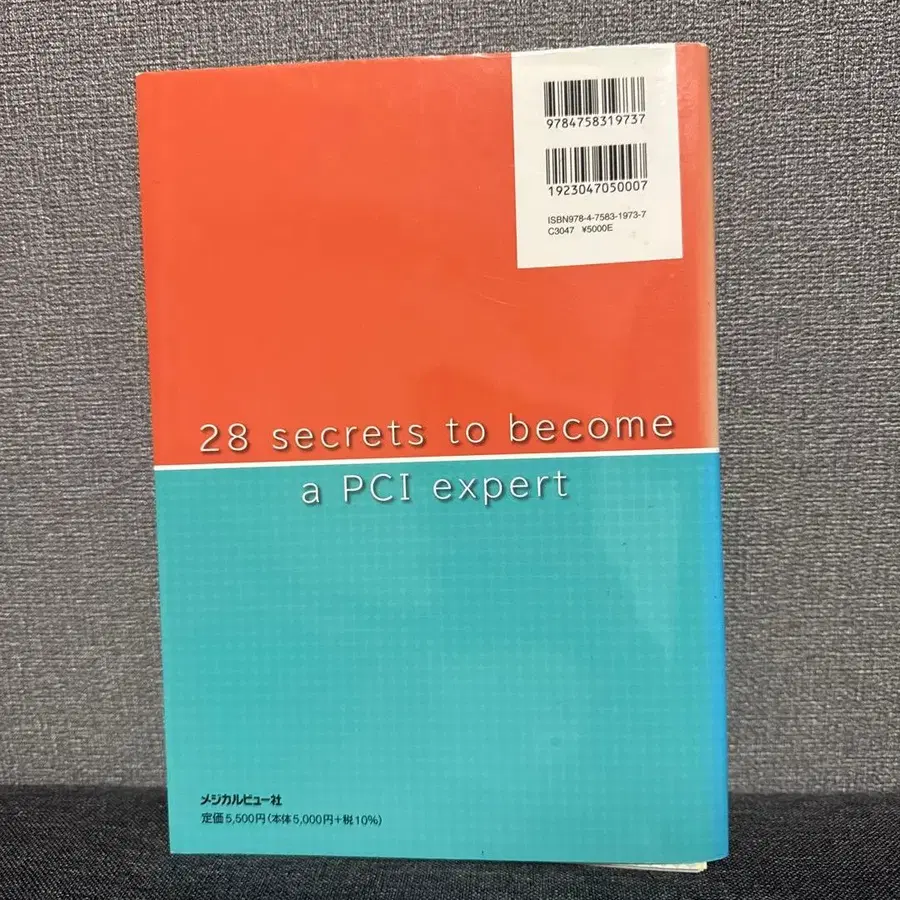 9784758319737
1923047050007
ISBN978-4-7583-1973-7
C3047 ¥5000E
28 secrets to become
a PCI expert
メジカルビュー社
定価5,500円(本体5,000円+税10%)